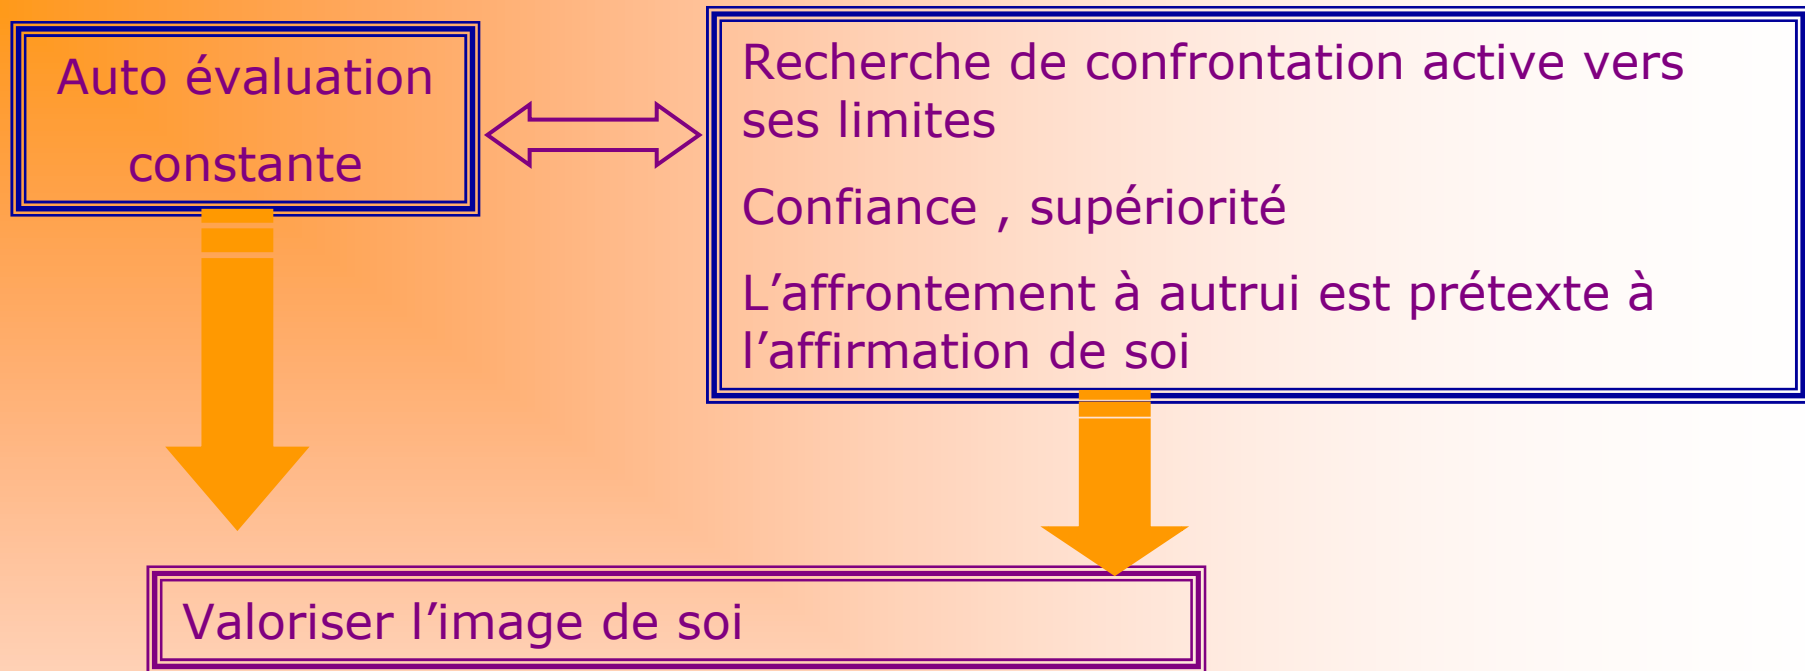 Auto évaluation
constante
Recherche de confrontation active vers
ses limites
Confiance , supériorité
L’affrontement à autrui est prétexte à
l’affirmation de soi
Valoriser l’image de soi